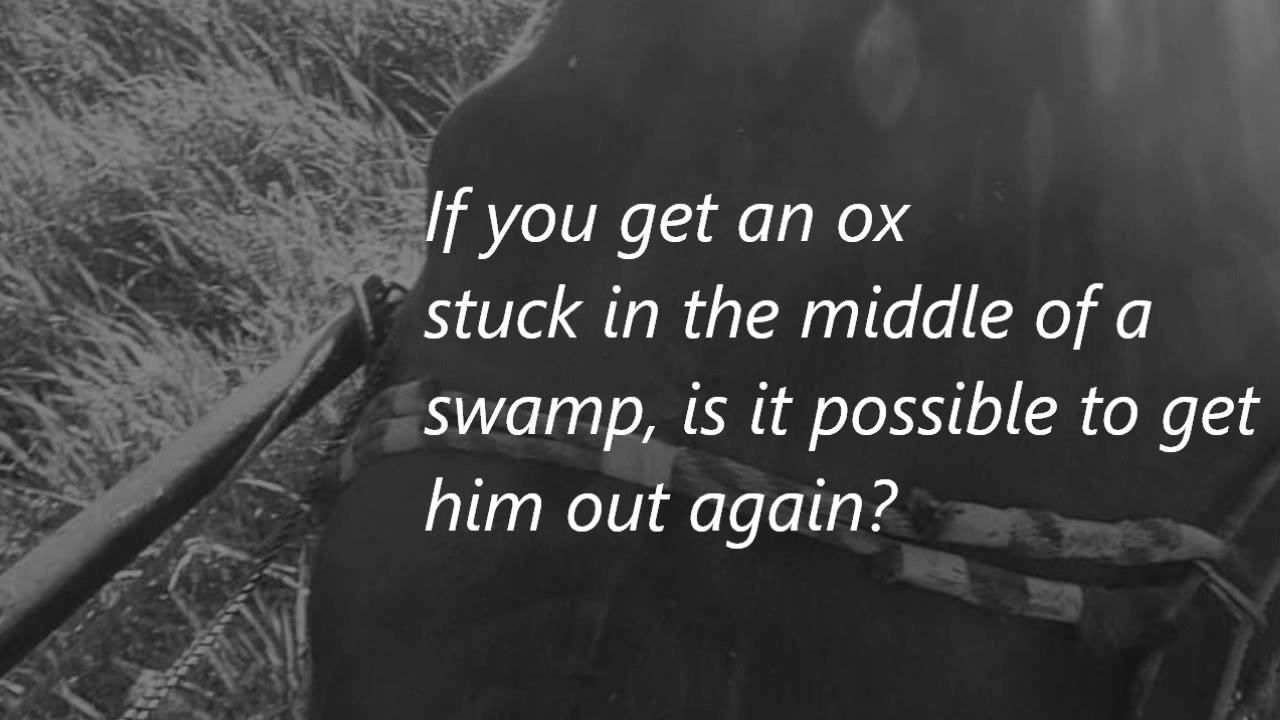 If you get an ox
stuck in the middle of a
swamp, is it possible to get
him out again?